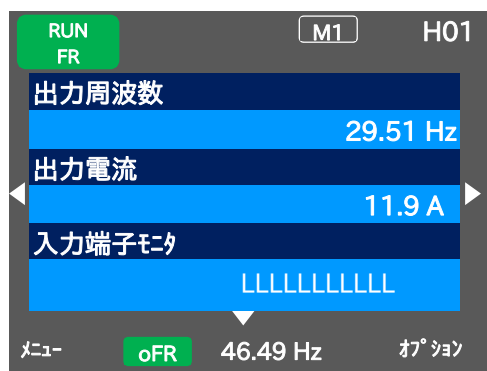 RUN M1 H01
FR
出力周波数
29.51 Hz
出力電流
11.9 A
入力端子ﾓﾆﾀ
LLLLLLLLLLL
ﾒﾆｭｰ oFR 46.49 Hz ｵﾌﾟｼｮﾝ